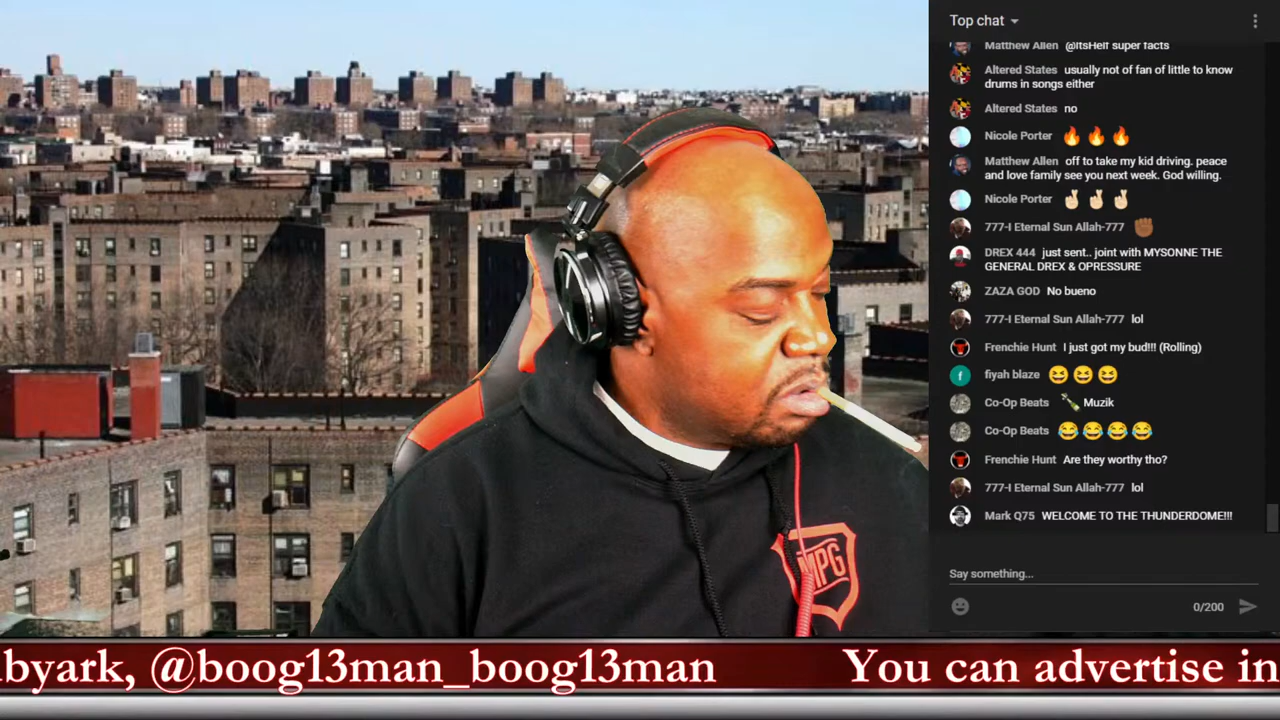 Top chat
Matthew Allen @ItsHelf super facts
Altered States usually not of fan of little to know
drums in songs either
Altered States no
Nicole Porter 🔥🔥🔥
Matthew Allen off to take my kid driving. peace
and love family see you next week. God willing.
Nicole Porter 🤞🏻🤞🏻🤞🏻
777-I Eternal Sun Allah-777 ✊🏾
DREX 444 just sent.. joint with MYSONNE THE
GENERAL DREX & OPRESSURE
ZAZA GOD No bueno
777-I Eternal Sun Allah-777 lol
Frenchie Hunt I just got my bud!!! (Rolling)
f fiyah blaze 😆😆😆
Co-Op Beats 🍾 Muzik
Co-Op Beats 😂😂😂😂
Frenchie Hunt Are they worthy tho?
777-I Eternal Sun Allah-777 lol
Mark Q75 WELCOME TO THE THUNDERDOME!!!
Say something...
0/200
MPG
byark, @boog13man_boog13man You can advertise in